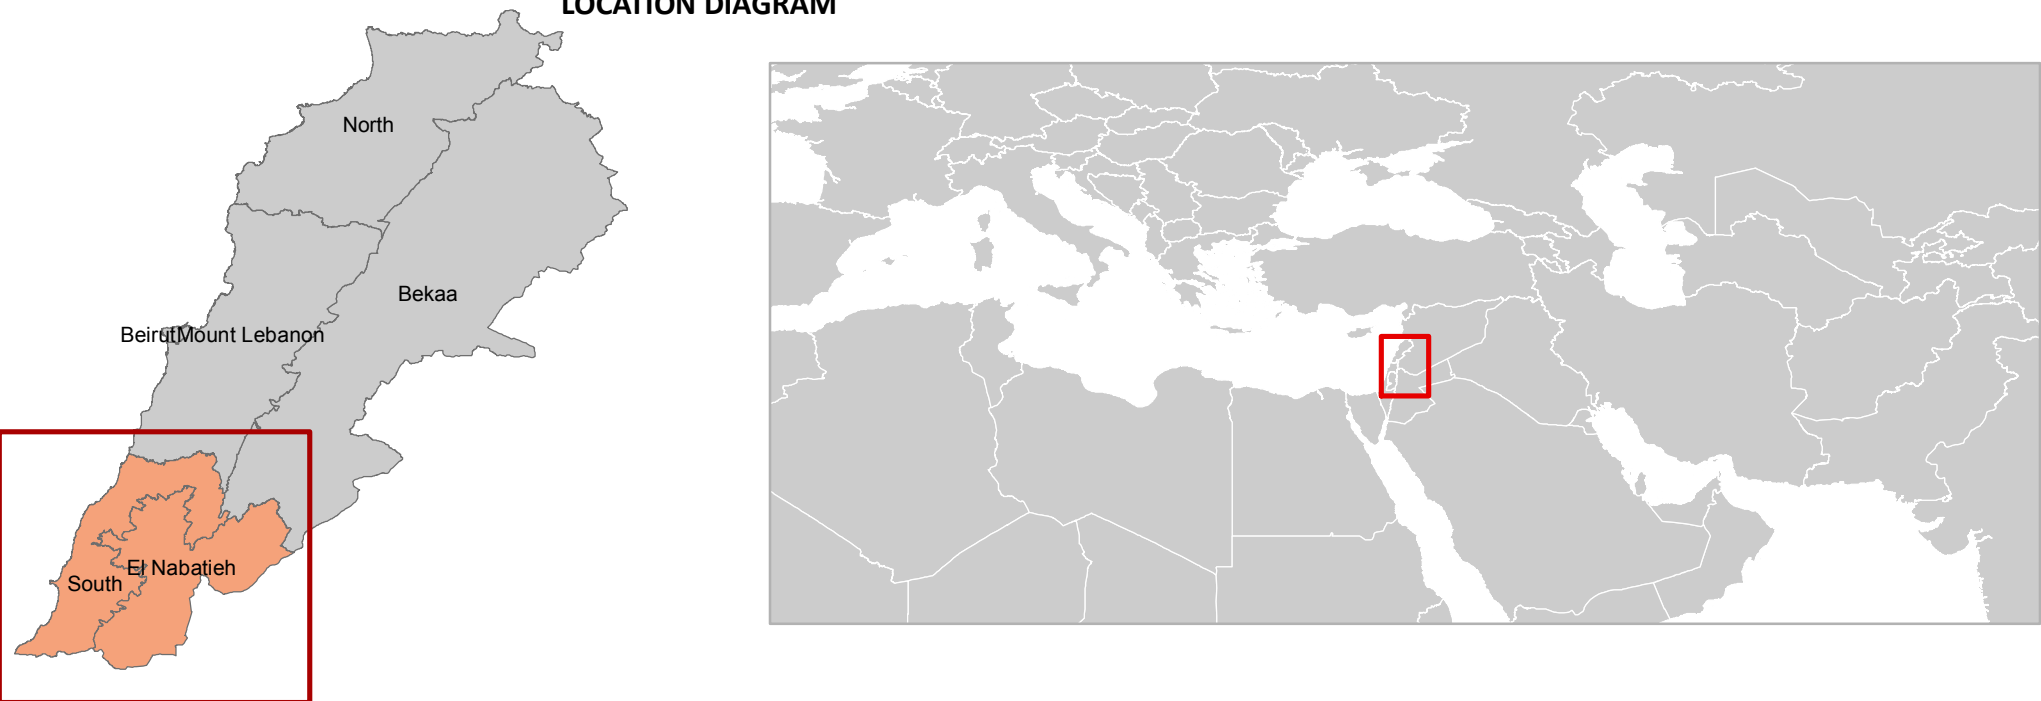 LOCATION DIAGRAM
North
Bekaa
Beirut
Mount Lebanon
El Nabatieh
South